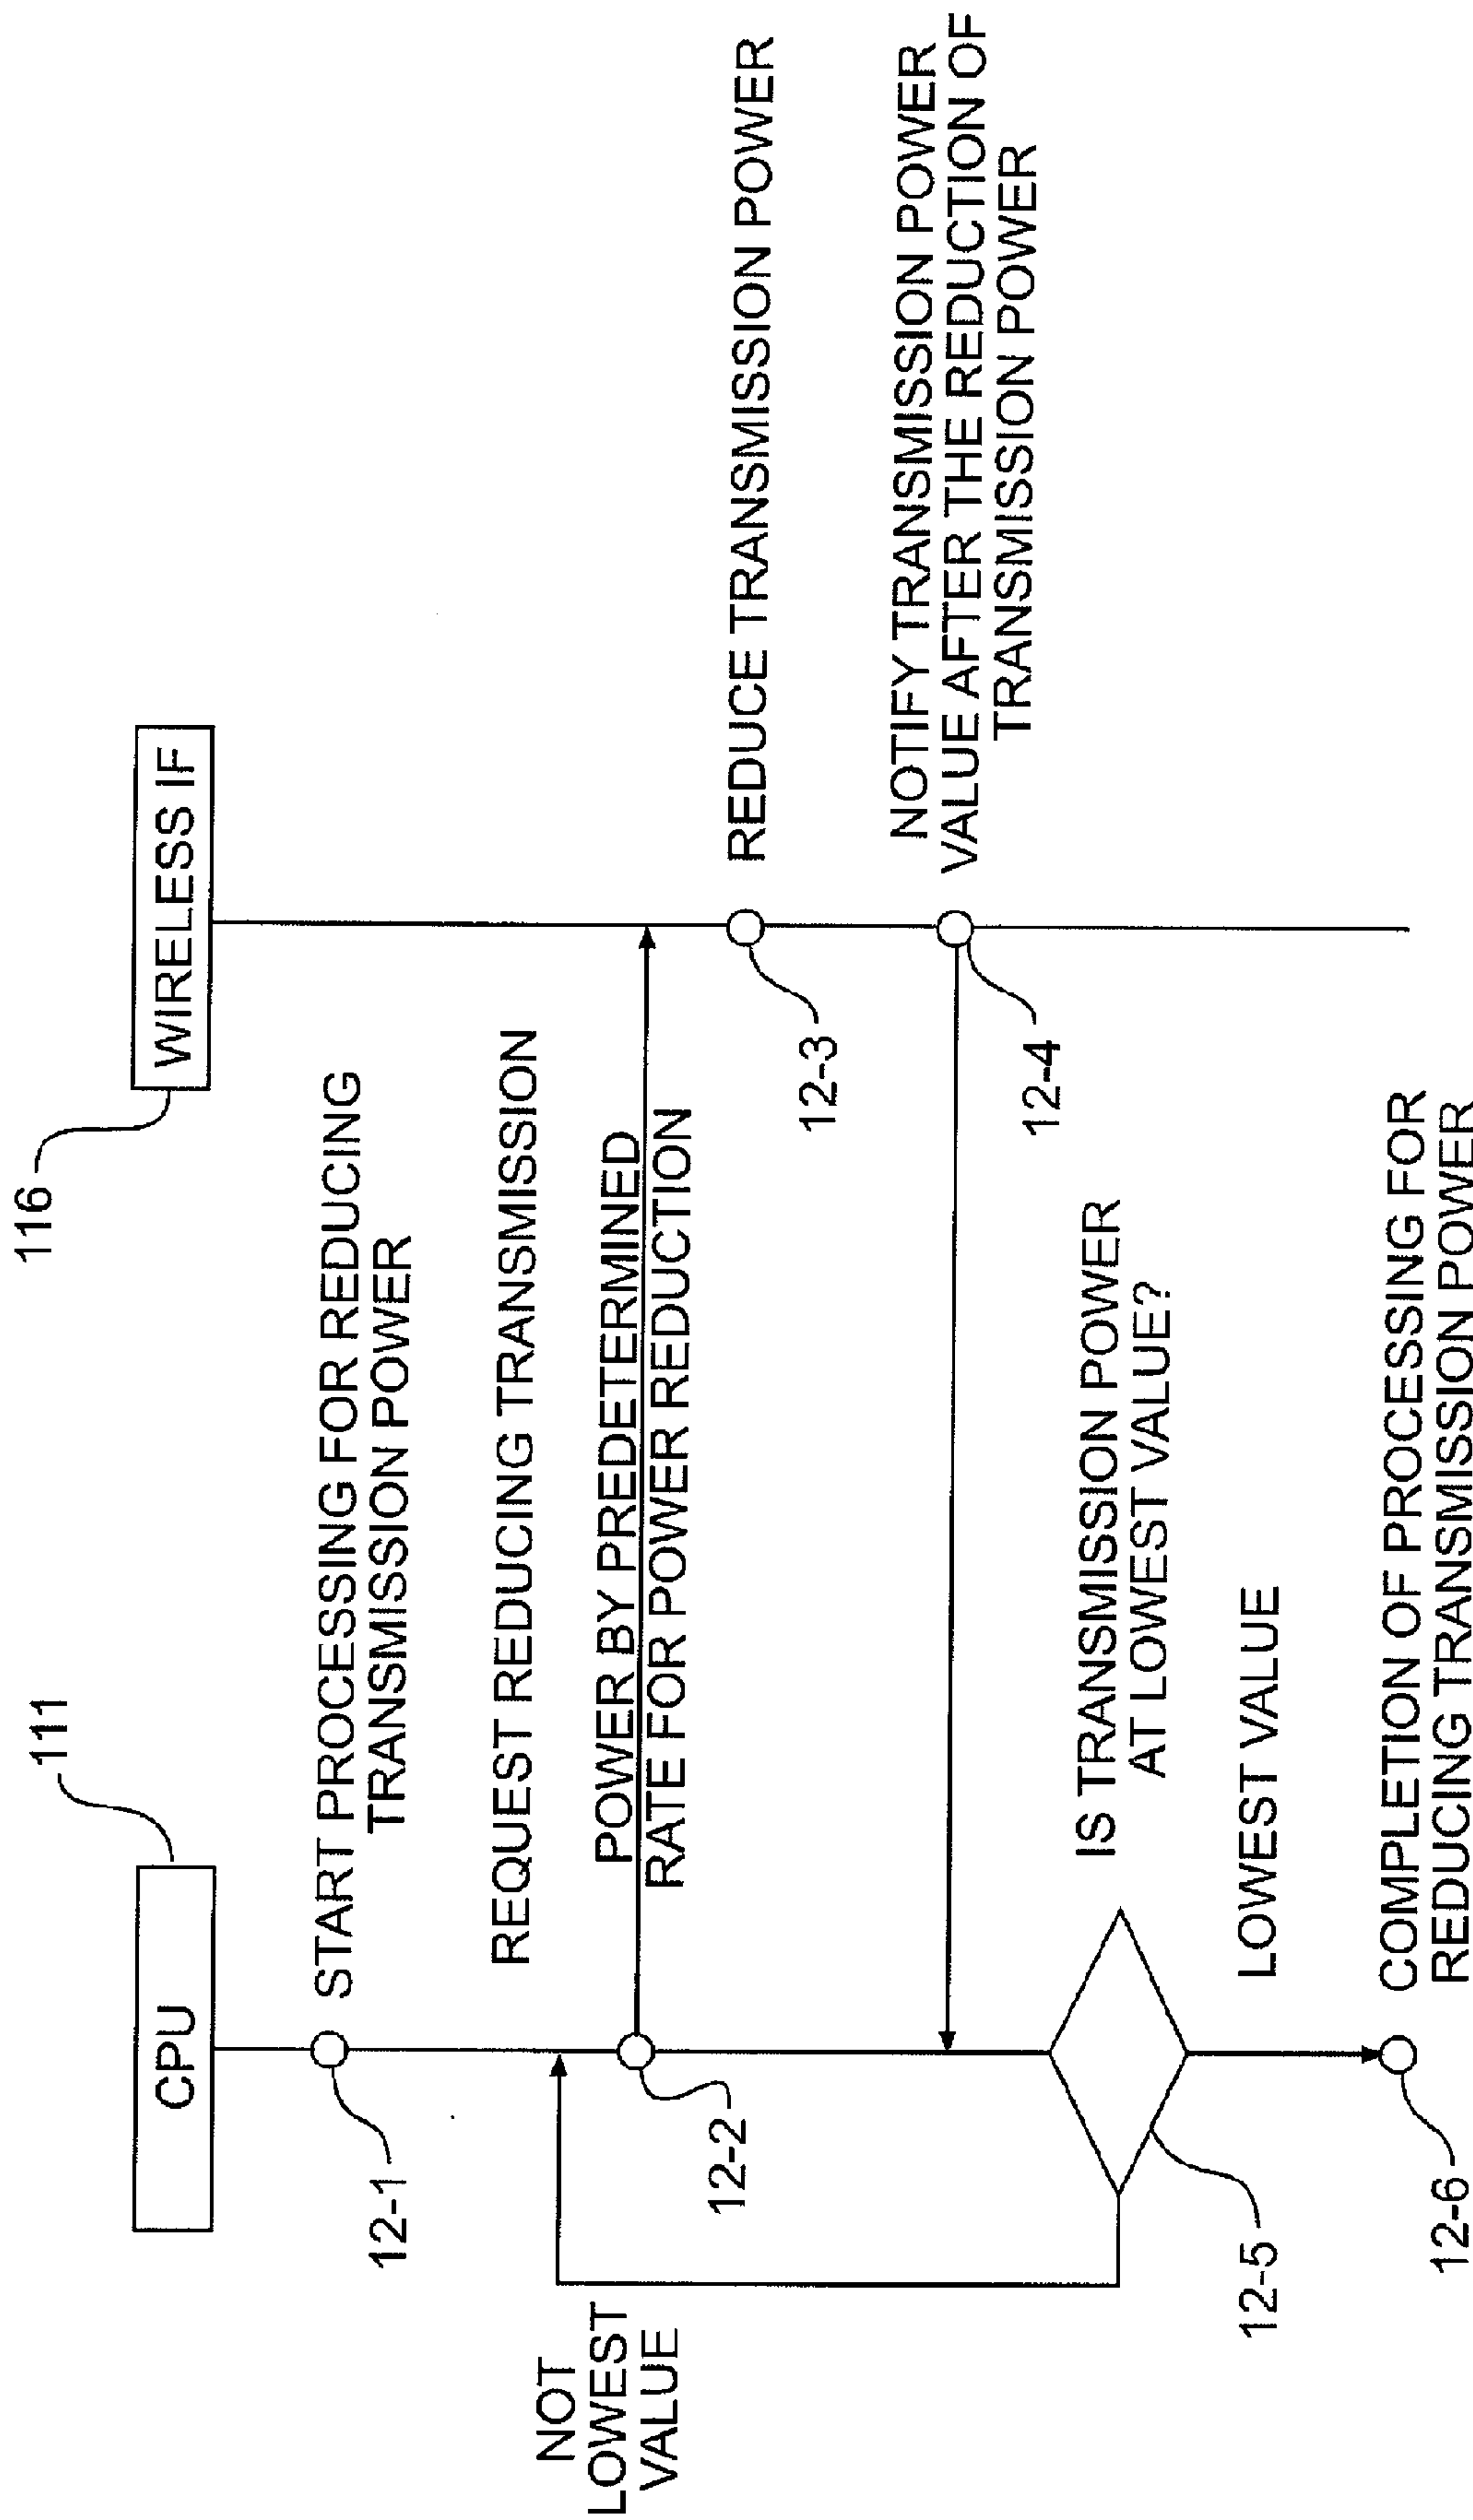 111
CPU
116
WIRELESS IF
12-1
START PROCESSING FOR REDUCING
TRANSMISSION POWER
REQUEST REDUCING TRANSMISSION
POWER BY PREDETERMINED
RATE FOR POWER REDUCTION
12-2
NOT
LOWEST
VALUE
REDUCE TRANSMISSION POWER
12-3
NOTIFY TRANSMISSION POWER
VALUE AFTER THE REDUCTION OF
TRANSMISSION POWER
12-4
IS TRANSMISSION POWER
AT LOWEST VALUE?
12-5
LOWEST VALUE
COMPLETION OF PROCESSING FOR
REDUCING TRANSMISSION POWER
12-6